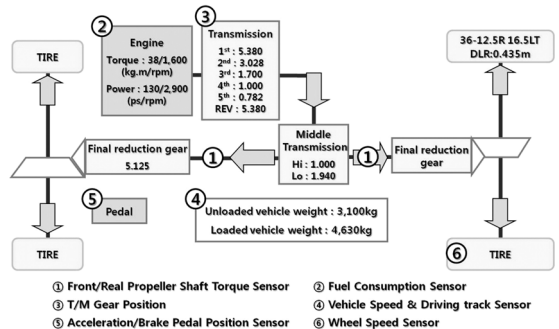 ②
Engine
Torque : 38/1,600
(kg.m/rpm)
Power : 130/2,900
(ps/rpm)
③
Transmission
1st : 5.380
2nd : 3.028
3rd : 1.700
4th : 1.000
5th : 0.782
REV : 5.380
36-12.5R 16.5LT
DLR:0.435m
TIRE
Final reduction gear
5.125
①
Middle
Transmission
Hi : 1.000
Lo : 1.940
①
Final reduction
gear
⑤
Pedal
④
Unloaded vehicle weight : 3,100kg
Loaded vehicle weight : 4,630kg
TIRE
⑥
TIRE
① Front/Real Propeller Shaft Torque Sensor
② Fuel Consumption Sensor
③ T/M Gear Position
④ Vehicle Speed & Driving track Sensor
⑤ Acceleration/Brake Pedal Position Sensor
⑥ Wheel Speed Sensor